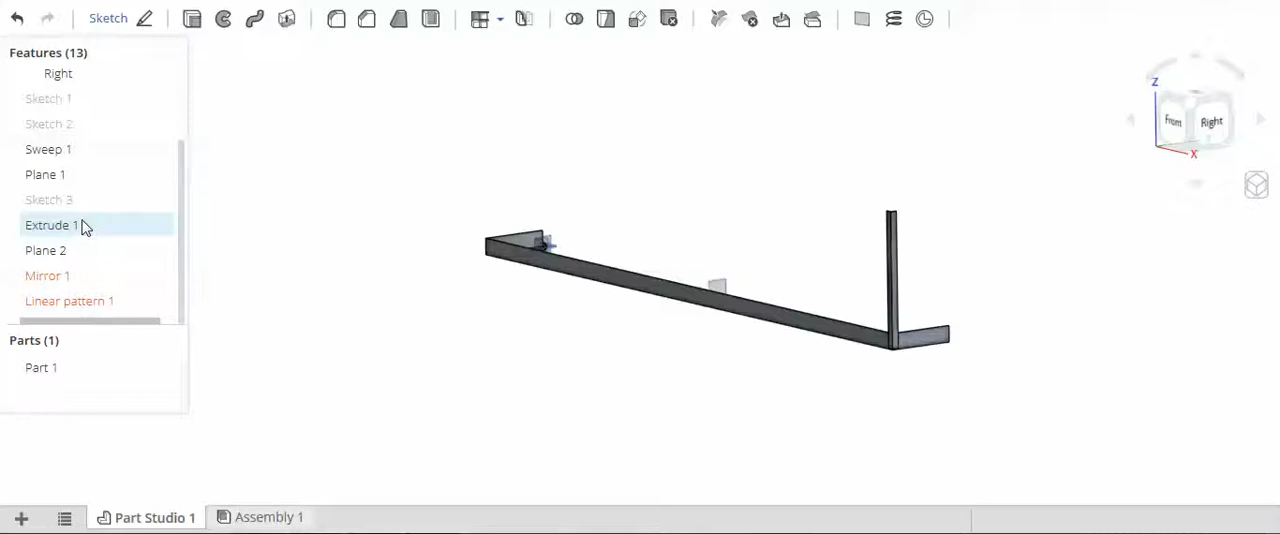 Sketch
Features (13)
Right
Sketch 1
Sketch 2
Sweep 1
Plane 1
Sketch 3
Extrude 1
Plane 2
Mirror 1
Linear pattern 1
Parts (1)
Part 1
Z
Front
Right
X
Part Studio 1
Assembly 1